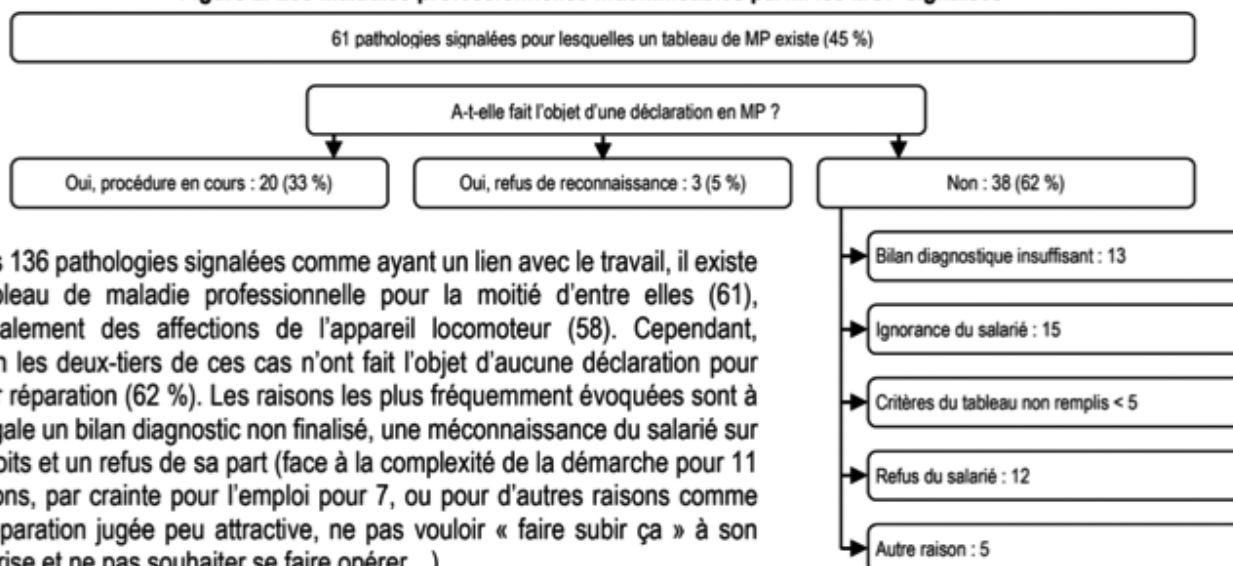 61 pathologies signalées pour lesquelles un tableau de MP existe (45 %)
A-t-elle fait l'objet d'une déclaration en MP ?
Oui, procédure en cours : 20 (33 %)
Oui, refus de reconnaissance : 3 (5 %)
Non : 38 (62 %)
Bilan diagnostique insuffisant : 13
Ignorance du salarié : 15
Critères du tableau non remplis < 5
Refus du salarié : 12
Autre raison : 5
136 pathologies signalées comme ayant un lien avec le travail, il existe
de maladie professionnelle pour la moitié d'entre elles (61),
des affections de l'appareil locomoteur (58). Cependant,
les deux-tiers de ces cas n'ont fait l'objet d'aucune déclaration pour
réparation (62 %). Les raisons les plus fréquemment évoquées sont à
un bilan diagnostic non finalisé, une méconnaissance du salarié sur
et un refus de sa part (face à la complexité de la démarche pour 11
par crainte pour l'emploi pour 7, ou pour d'autres raisons comme
jugée peu attractive, ne pas vouloir « faire subir ça » à son
et ne pas souhaiter se faire opérer...)